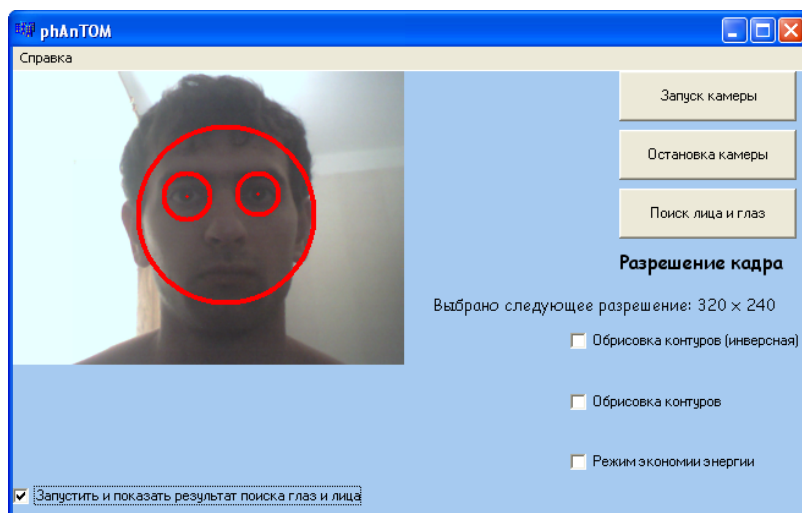 phAnTOM
Справка
Запуск камеры
Остановка камеры
Поиск лица и глаз
Разрешение кадра
Выбрано следующее разрешение: 320 x 240
Обрисовка контуров (инверсная)
Обрисовка контуров
Режим экономии энергии
Запустить и показать результат поиска глаз и лица